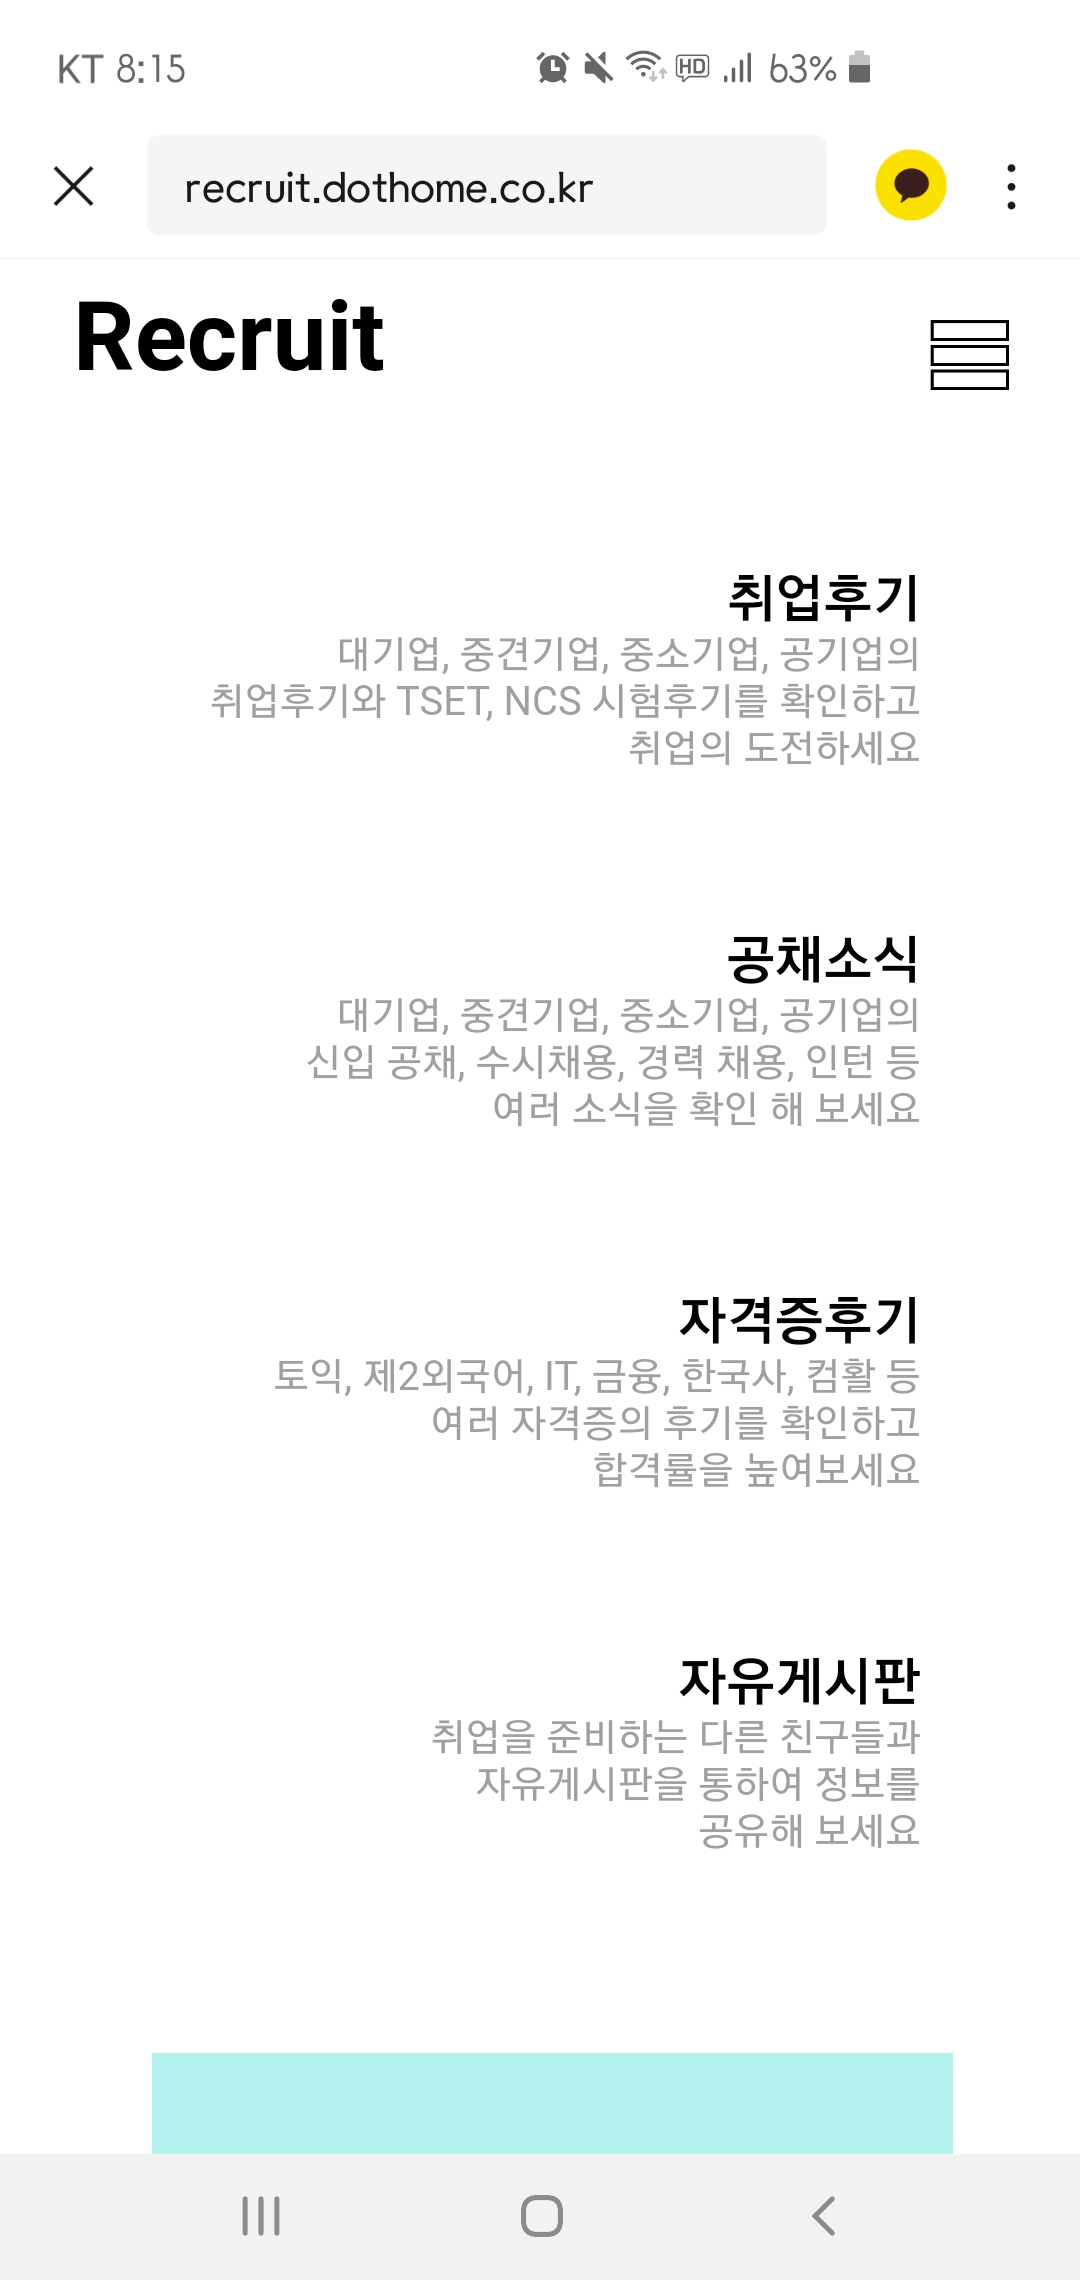 KT 8:15
HD
63%
recruit.dothome.co.kr
Recruit
취업후기
대기업, 중견기업, 중소기업, 공기업의
취업후기와 TSET, NCS 시험후기를 확인하고
취업의 도전하세요
공채소식
대기업, 중견기업, 중소기업, 공기업의
신입 공채, 수시채용, 경력 채용, 인턴 등
여러 소식을 확인 해 보세요
자격증후기
토익, 제2외국어, IT, 금융, 한국사, 컴활 등
여러 자격증의 후기를 확인하고
합격률을 높여보세요
자유게시판
취업을 준비하는 다른 친구들과
자유게시판을 통하여 정보를
공유해 보세요